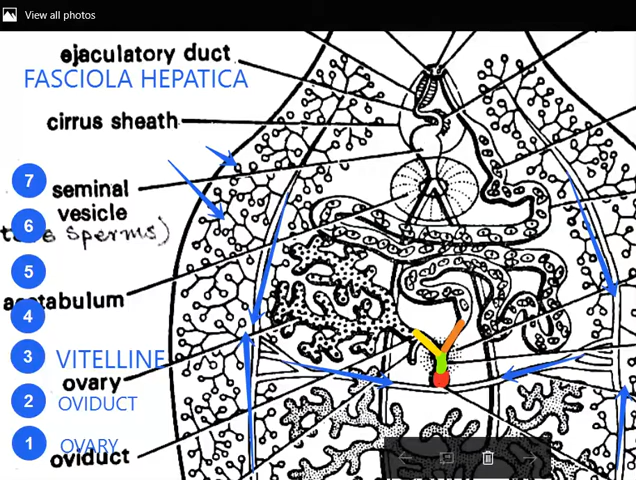 View all photos
ejaculatory duct
FASCIOLA HEPATICA
cirrus sheath
7
seminal
vesicle
6
sperms)
5
acetabulum
4
3
VITELLINE
ovary
2
OVIDUCT
1
OVARY
oviduct